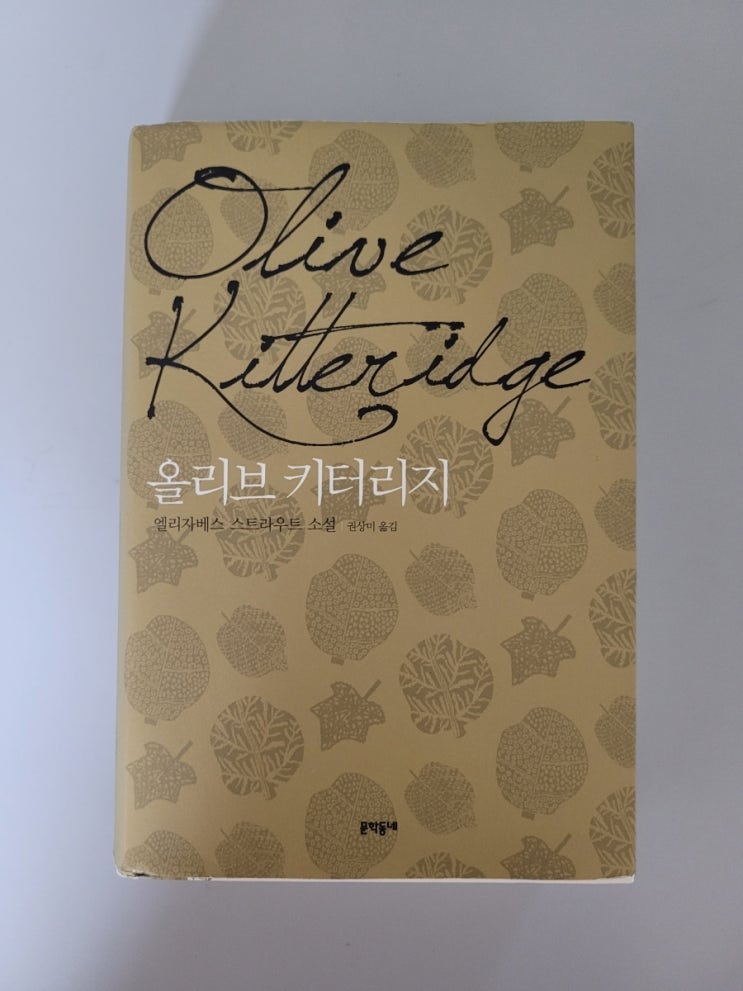 Olive
Kitteridge
올리브 키터리지
엘리자베스 스트라우트 소설 권상미 옮김
문학동네